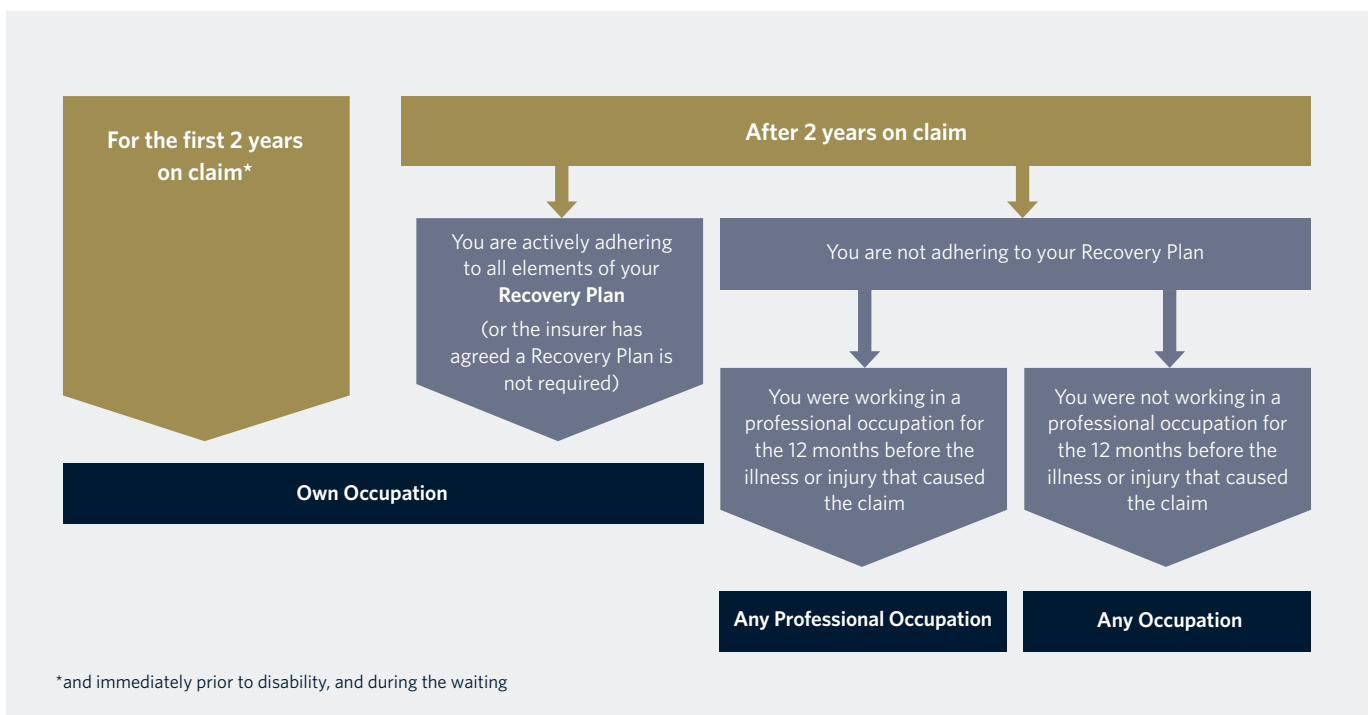 For the first 2 years
on claim*
After 2 years on claim
You are actively adhering
to all elements of your
Recovery Plan
(or the insurer has
agreed a Recovery Plan is
not required)
You are not adhering to your Recovery Plan
You were working in a
professional occupation for
the 12 months before the
illness or injury that caused
the claim
You were not working in a
professional occupation for
the 12 months before the
illness or injury that caused
the claim
Own Occupation
Any Professional Occupation
Any Occupation
*and immediately prior to disability, and during the waiting